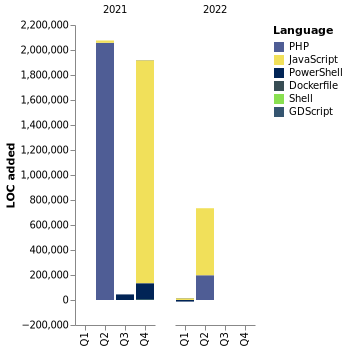 2021 2022
Language
PHP
JavaScript
PowerShell
Dockerfile
Shell
GDScript
LOC added
2,200,000
2,000,000
1,800,000
1,600,000
1,400,000
1,200,000
1,000,000
800,000
600,000
400,000
200,000
0
−200,000
Q1 Q2 Q3 Q4 Q1 Q2 Q3 Q4